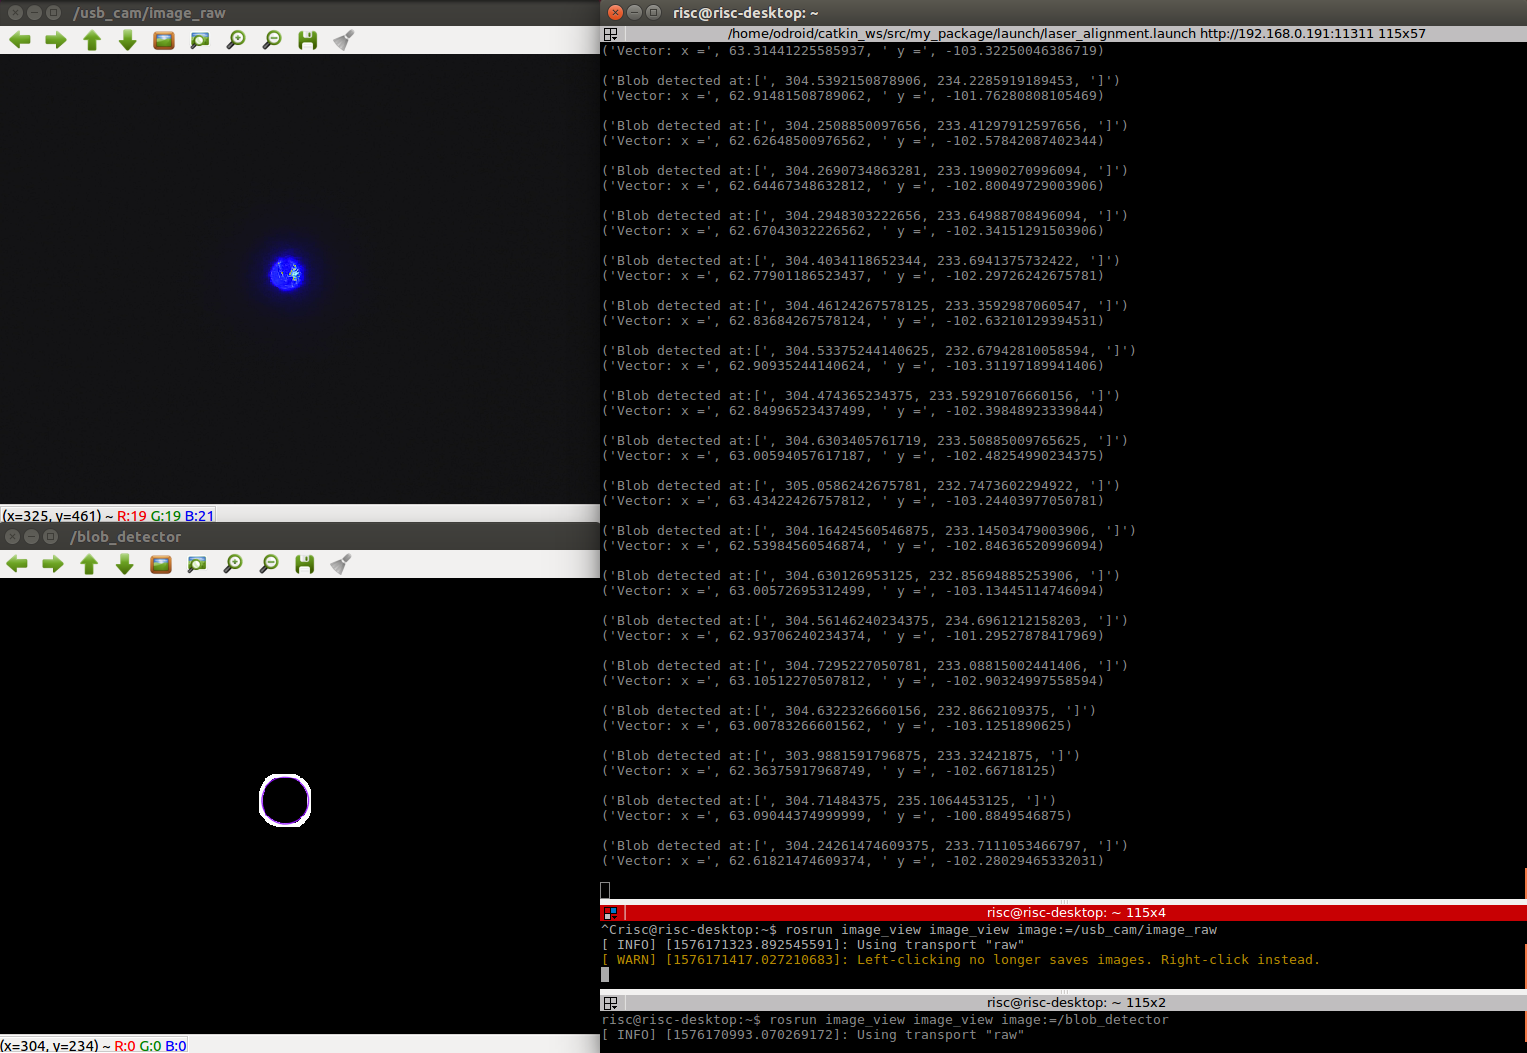 /usb_cam/image_raw
(x=325, y=461) ~ R:19 G:19 B:21
/blob_detector
(x=304, y=234) ~ R:0 G:0 B:0
risc@risc-desktop: ~
/home/odroid/catkin_ws/src/my_package/launch/laser_alignment.launch http://192.168.0.191:11311 115x57
('Vector: x =', 63.31441225585937, ' y =', -103.32250046386719)
('Blob detected at:[', 304.5392150878906, 234.2285919189453, ']')
('Vector: x =', 62.91481508789062, ' y =', -101.76280808105469)
('Blob detected at:[', 304.2508850097656, 233.41297912597656, ']')
('Vector: x =', 62.62648500976562, ' y =', -102.57842087402344)
('Blob detected at:[', 304.2690734863281, 233.19090270996094, ']')
('Vector: x =', 62.64467348632812, ' y =', -102.80049729003906)
('Blob detected at:[', 304.2948303222656, 233.64988708496094, ']')
('Vector: x =', 62.67043032226562, ' y =', -102.34151291503906)
('Blob detected at:[', 304.4034118652344, 233.6941375732422, ']')
('Vector: x =', 62.77901186523437, ' y =', -102.29726242675781)
('Blob detected at:[', 304.46124267578125, 233.3592987060547, ']')
('Vector: x =', 62.83684267578124, ' y =', -102.63210129394531)
('Blob detected at:[', 304.53375244140625, 232.67942810058594, ']')
('Vector: x =', 62.90935244140624, ' y =', -103.31197189941406)
('Blob detected at:[', 304.474365234375, 233.59291076660156, ']')
('Vector: x =', 62.84996523437499, ' y =', -102.39848923339844)
('Blob detected at:[', 304.6303405761719, 233.50885009765625, ']')
('Vector: x =', 63.00594057617187, ' y =', -102.48254990234375)
('Blob detected at:[', 305.0586242675781, 232.7473602294922, ']')
('Vector: x =', 63.43422426757812, ' y =', -103.24403977050781)
('Blob detected at:[', 304.16424560546875, 233.14503479003906, ']')
('Vector: x =', 62.53984560546874, ' y =', -102.84636520996094)
('Blob detected at:[', 304.630126953125, 232.85694885253906, ']')
('Vector: x =', 63.00572695312499, ' y =', -103.13445114746094)
('Blob detected at:[', 304.56146240234375, 234.6961212158203, ']')
('Vector: x =', 62.93706240234374, ' y =', -101.29527878417969)
('Blob detected at:[', 304.7295227050781, 233.08815002441406, ']')
('Vector: x =', 63.10512270507812, ' y =', -102.90324997558594)
('Blob detected at:[', 304.6322326660156, 232.8662109375, ']')
('Vector: x =', 63.00783266601562, ' y =', -103.1251890625)
('Blob detected at:[', 303.9881591796875, 233.32421875, ']')
('Vector: x =', 62.36375917968749, ' y =', -102.66718125)
('Blob detected at:[', 304.71484375, 235.1064453125, ']')
('Vector: x =', 63.09044374999999, ' y =', -100.8849546875)
('Blob detected at:[', 304.24261474609375, 233.7111053466797, ']')
('Vector: x =', 62.61821474609374, ' y =', -102.28029465332031)
risc@risc-desktop: ~ 115x4
^Crisc@risc-desktop:~$ rosrun image_view image_view image:=/usb_cam/image_raw
[ INFO] [1576171323.892545591]: Using transport "raw"
[ WARN] [1576171417.027210683]: Left-clicking no longer saves images. Right-click instead.
risc@risc-desktop: ~ 115x2
risc@risc-desktop:~$ rosrun image_view image_view image:=/blob_detector
[ INFO] [1576170993.070269172]: Using transport "raw"